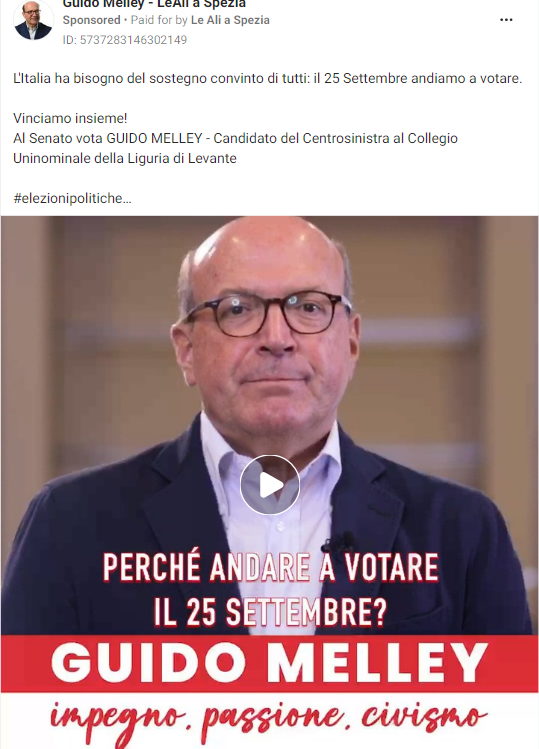 Guido Melley - LeAli a Spezia
Sponsored • Paid for by Le Ali a Spezia
ID: 5737283146302149
L'Italia ha bisogno del sostegno convinto di tutti: il 25 Settembre andiamo a votare.
Vinciamo insieme!
Al Senato vota GUIDO MELLEY - Candidato del Centrosinistra al Collegio
Uninominale della Liguria di Levante
#elezionipolitiche...
PERCHÉ ANDARE A VOTARE
IL 25 SETTEMBRE?
GUIDO MELLEY
impegno, passione, civismo